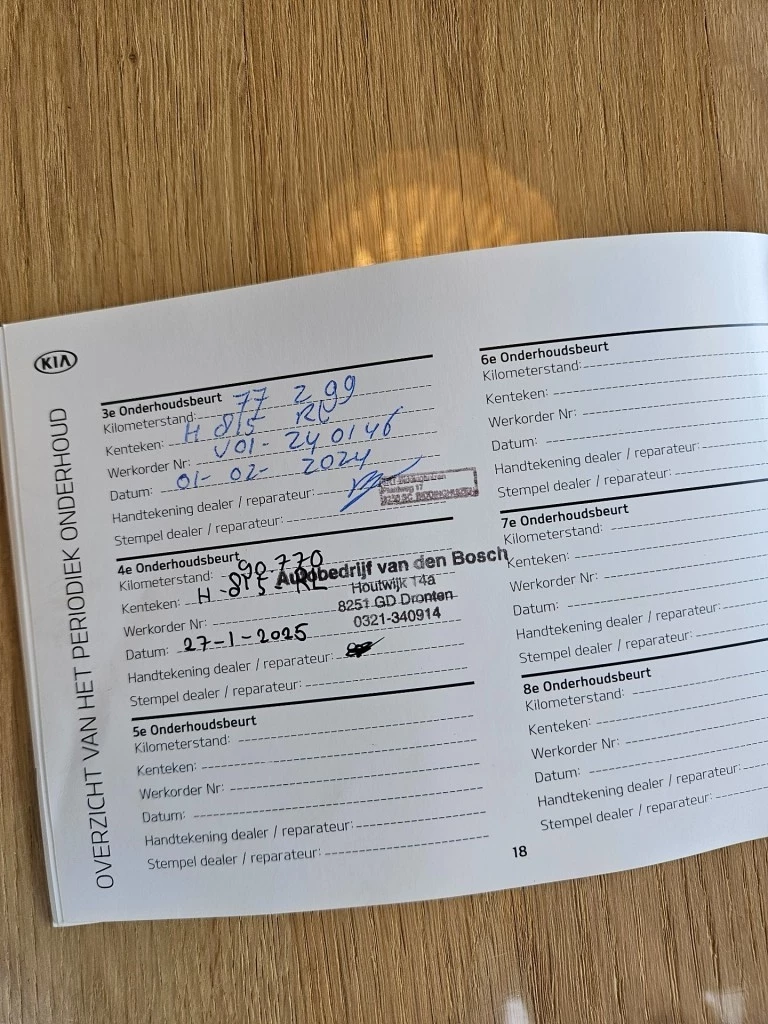 KIA
OVERZICHT VAN HET PERIODIEK ONDERHOUD
3e Onderhoudsbeurt
Kilometerstand: 77 299
Kenteken: H 815 RL
Werkorder Nr: V01-240146
Datum: 01-02-2024
Handtekening dealer / reparateur:
Stempel dealer / reparateur:
4e Onderhoudsbeurt
Kilometerstand: 90.770
Kenteken: H-815-RL
Werkorder Nr:
Datum: 27-1-2025
Handtekening dealer / reparateur:
Stempel dealer / reparateur:
Autobedrijf van den Bosch
Houtwijk 14a
8251 GD Dronten
0321-340914
5e Onderhoudsbeurt
Kilometerstand:
Kenteken:
Werkorder Nr:
Datum:
Handtekening dealer / reparateur:
Stempel dealer / reparateur:
6e Onderhoudsbeurt
Kilometerstand:
Kenteken:
Werkorder Nr:
Datum:
Handtekening dealer / reparateur:
Stempel dealer / reparateur:
7e Onderhoudsbeurt
Kilometerstand:
Kenteken:
Werkorder Nr:
Datum:
Handtekening dealer / reparateur:
Stempel dealer / reparateur:
8e Onderhoudsbeurt
Kilometerstand:
Kenteken:
Werkorder Nr:
Datum:
Handtekening dealer / reparateur:
Stempel dealer / reparateur:
18